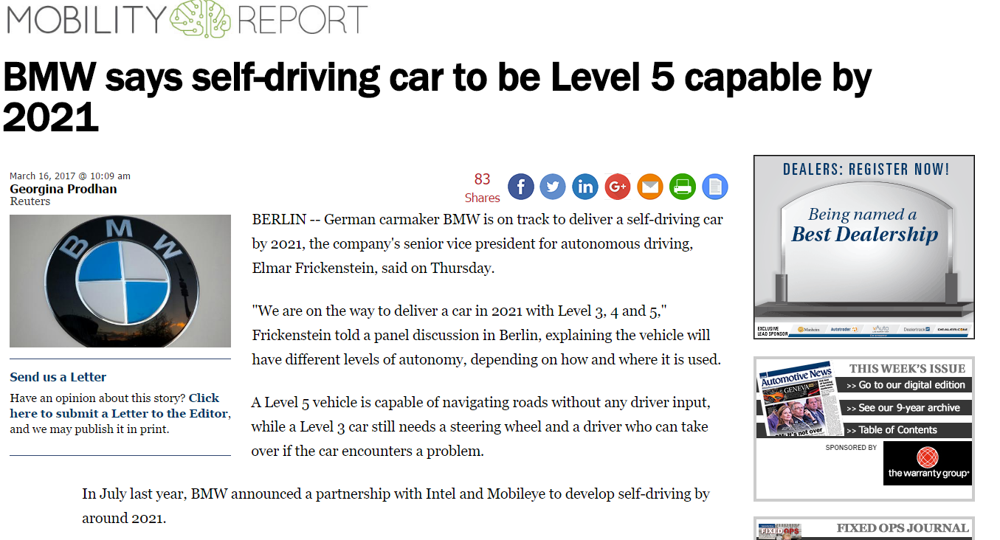 MOBILITY REPORT
BMW says self-driving car to be Level 5 capable by
2021
March 16, 2017 @ 10:09 am
Georgina Prodhan
Reuters
83
Shares
f
in
G+
B M W
Send us a Letter
Have an opinion about this story? Click
here to submit a Letter to the Editor,
and we may publish it in print.
BERLIN -- German carmaker BMW is on track to deliver a self-driving car
by 2021, the company's senior vice president for autonomous driving,
Elmar Frickenstein, said on Thursday.
"We are on the way to deliver a car in 2021 with Level 3, 4 and 5,"
Frickenstein told a panel discussion in Berlin, explaining the vehicle will
have different levels of autonomy, depending on how and where it is used.
A Level 5 vehicle is capable of navigating roads without any driver input,
while a Level 3 car still needs a steering wheel and a driver who can take
over if the car encounters a problem.
In July last year, BMW announced a partnership with Intel and Mobileye to develop self-driving by
around 2021.
DEALERS: REGISTER NOW!
Being named a
Best Dealership
EXCLUSIVE
LEAD SPONSOR
Manheim Autotrader vAuto Dealertrack DEALER.COM
THIS WEEK'S ISSUE
Automotive News
GENEVA
it's not over
>> Go to our digital edition
>> See our 9-year archive
>> Table of Contents
SPONSORED BY
the warranty group
FIXED OPS
FIXED OPS JOURNAL